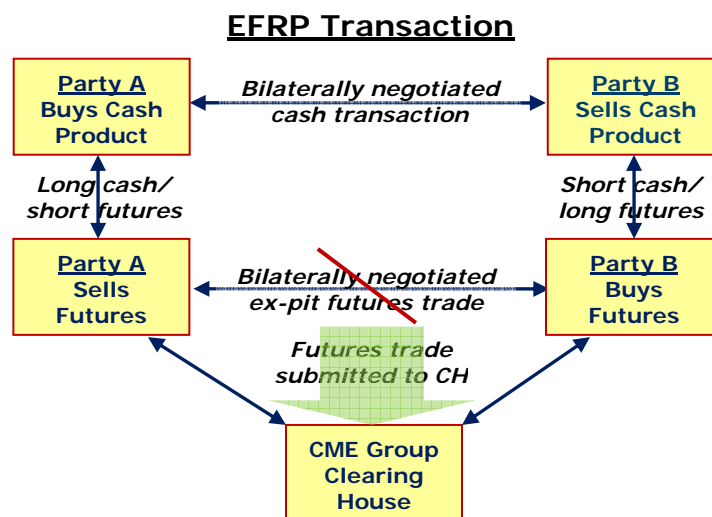 EFRP Transaction
Party A
Buys Cash
Product
Bilaterally negotiated
cash transaction
Party B
Sells Cash
Product
Long cash/
short futures
Short cash/
long futures
Party A
Sells
Futures
Bilaterally negotiated
ex-pit futures trade
Party B
Buys
Futures
Futures trade
submitted to CH
CME Group
Clearing
House